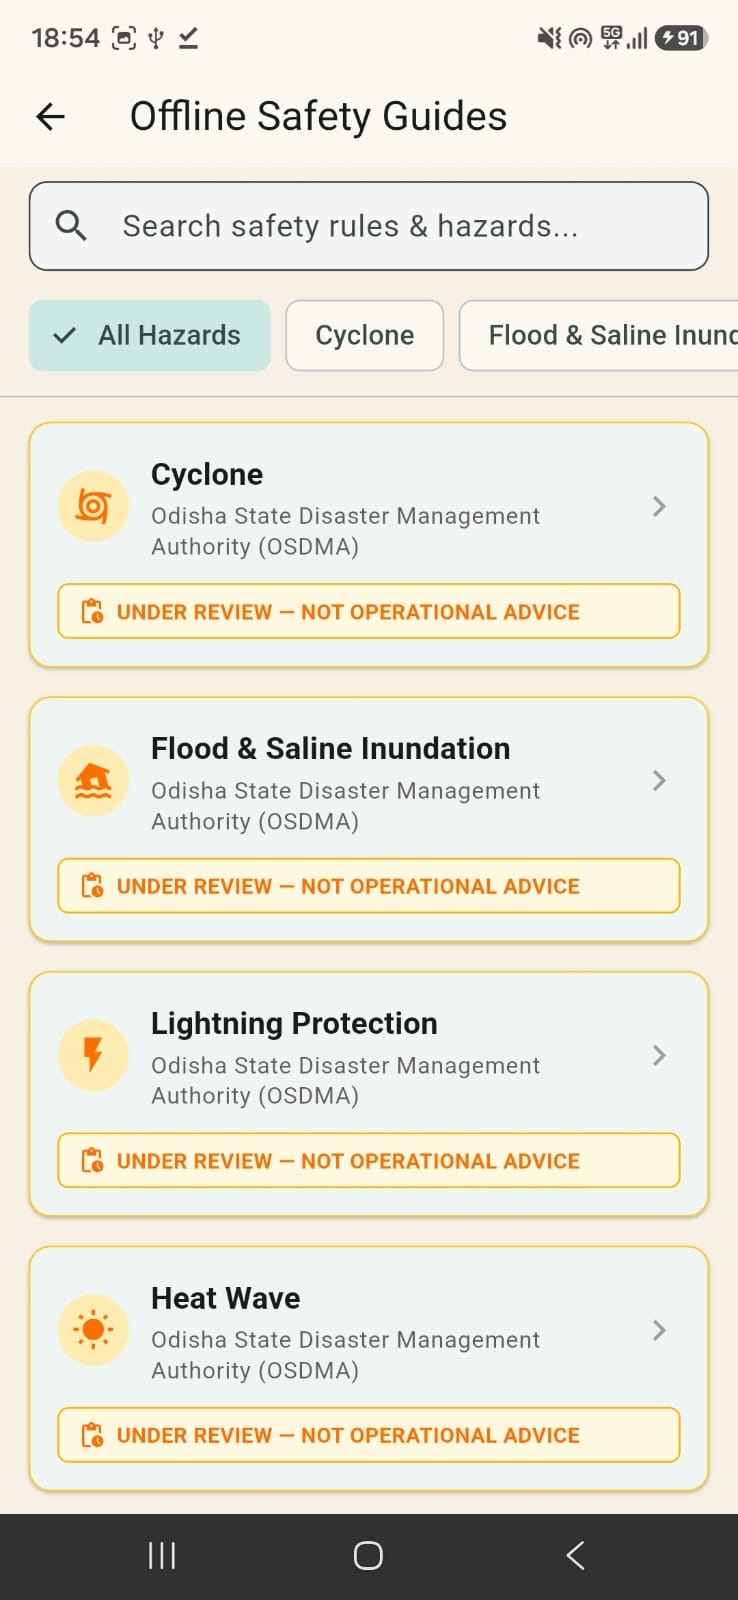 18:54
5G
91
Offline Safety Guides
Search safety rules & hazards...
All Hazards
Cyclone
Flood & Saline Inund
Cyclone
Odisha State Disaster Management
Authority (OSDMA)
UNDER REVIEW — NOT OPERATIONAL ADVICE
Flood & Saline Inundation
Odisha State Disaster Management
Authority (OSDMA)
UNDER REVIEW — NOT OPERATIONAL ADVICE
Lightning Protection
Odisha State Disaster Management
Authority (OSDMA)
UNDER REVIEW — NOT OPERATIONAL ADVICE
Heat Wave
Odisha State Disaster Management
Authority (OSDMA)
UNDER REVIEW — NOT OPERATIONAL ADVICE